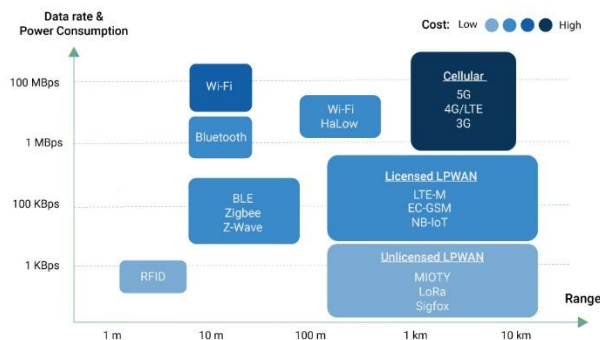 Data rate &
Power Consumption
Cost: Low High
100 MBps
1 MBps
100 KBps
1 KBps
Wi-Fi
Bluetooth
Wi-Fi
HaLow
Cellular
5G
4G/LTE
3G
BLE
Zigbee
Z-Wave
Licensed LPWAN
LTE-M
EC-GSM
NB-IoT
RFID
Unlicensed LPWAN
MIOTY
LoRa
Sigfox
Range
1 m 10 m 100 m 1 km 10 km